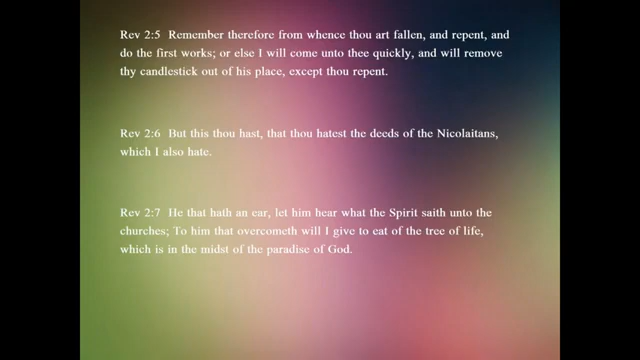 Rev 2:5  Remember therefore from whence thou art fallen, and repent, and
do the first works; or else I will come unto thee quickly, and will remove
thy candlestick out of his place, except thou repent.
Rev 2:6  But this thou hast, that thou hatest the deeds of the Nicolaitans,
which I also hate.
Rev 2:7  He that hath an ear, let him hear what the Spirit saith unto the
churches; To him that overcometh will I give to eat of the tree of life,
which is in the midst of the paradise of God.